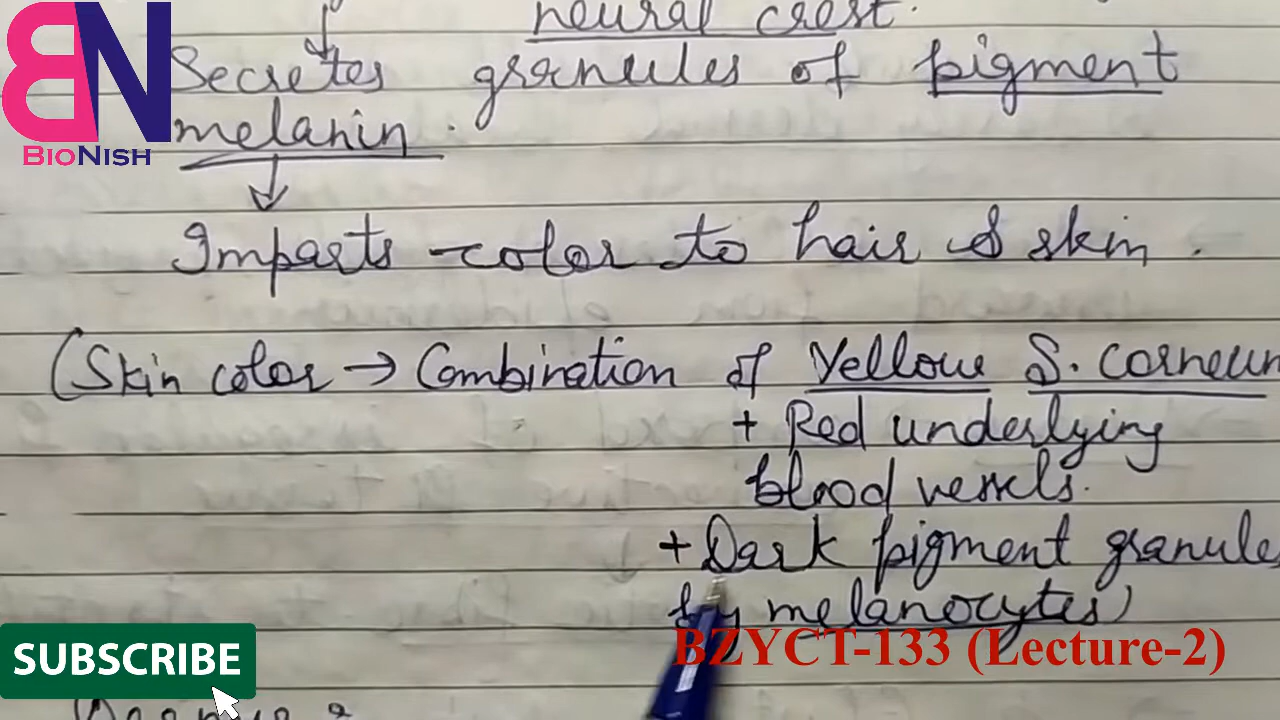 neural crest.
Secretes granules of pigment
melanin.
Imparts color to hair & skin.
(Skin color → Combination of Yellow S. Corneum
+ Red underlying
blood vessels.
+ Dark pigment granules
by melanocytes)
BN
BIONISH
SUBSCRIBE
BZYCT-133 (Lecture-2)